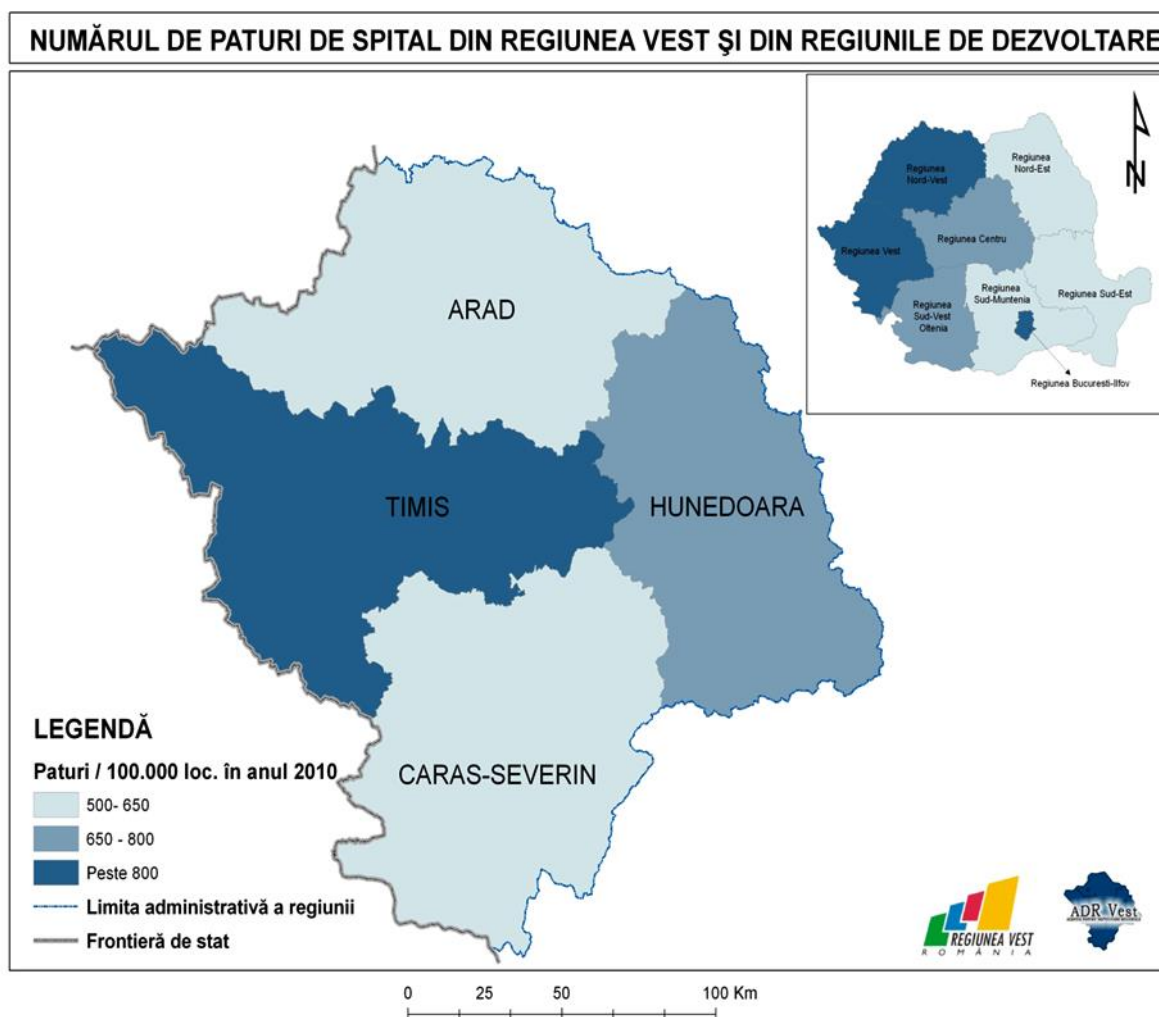 NUMĂRUL DE PATURI DE SPITAL DIN REGIUNEA VEST ŞI DIN REGIUNILE DE DEZVOLTARE
Regiunea
Nord-Vest
Regiunea
Nord-Est
Regiunea Vest
Regiunea Centru
Regiunea
Sud-Vest
Oltenia
Regiunea
Sud-Muntenia
Regiunea Sud-Est
Regiunea Bucuresti-Ilfov
N
ARAD
TIMIS
HUNEDOARA
CARAS-SEVERIN
LEGENDĂ
Paturi / 100.000 loc. în anul 2010
500- 650
650 - 800
Peste 800
Limita administrativă a regiunii
Frontieră de stat
REGIUNEA VEST
ROMÂNIA
ADR Vest
0 25 50 100 Km